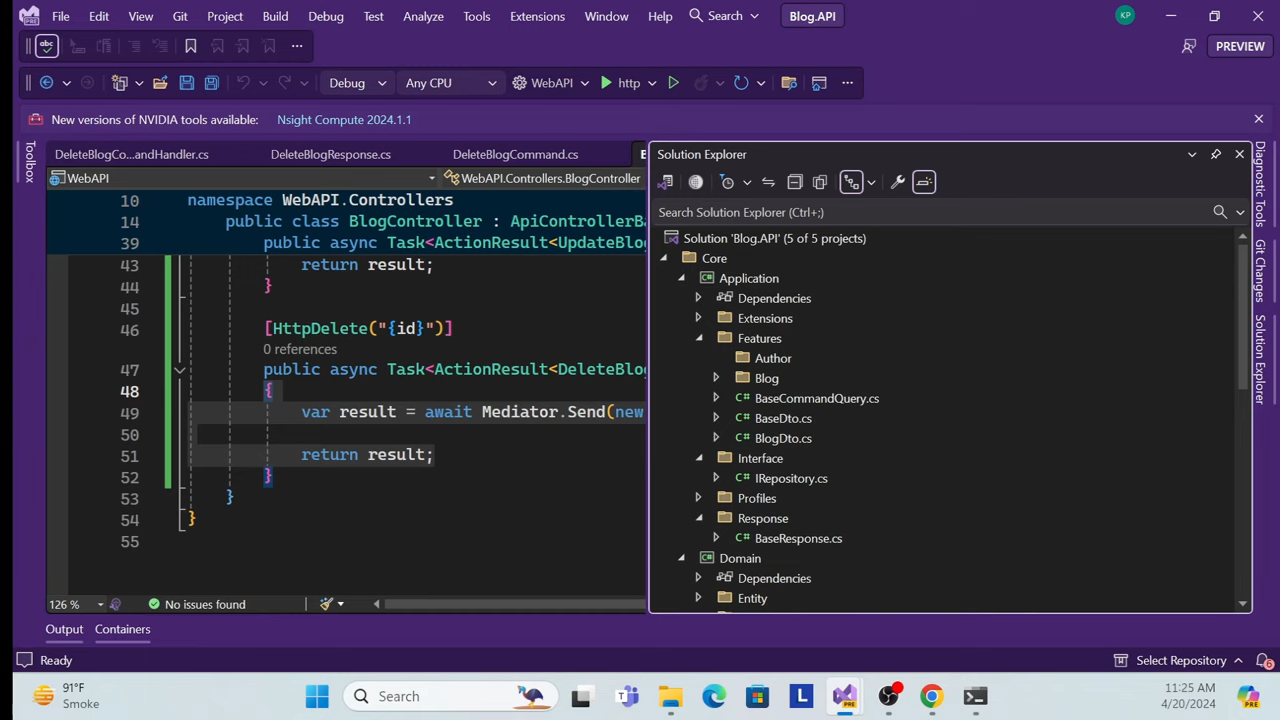 File Edit View Git Project Build Debug Test Analyze Tools Extensions Window Help Search Blog.API KP
abc PREVIEW
Debug Any CPU WebAPI http
New versions of NVIDIA tools available: Nsight Compute 2024.1.1
Toolbox
DeleteBlogCo...andHandler.cs DeleteBlogResponse.cs DeleteBlogCommand.cs
WebAPI WebAPI.Controllers.BlogController
10 namespace WebAPI.Controllers
14 public class BlogController : ApiControllerBa
39 public async Task<ActionResult<UpdateBlog
43 return result;
44 }
45
46 [HttpDelete("{id}")]
0 references
47 public async Task<ActionResult<DeleteBlo
48 {
49 var result = await Mediator.Send(new
50
51 return result;
52 }
53 }
54 }
55
126 % No issues found
Solution Explorer
Search Solution Explorer (Ctrl+;)
Solution 'Blog.API' (5 of 5 projects)
Core
Application
Dependencies
Extensions
Features
Author
Blog
BaseCommandQuery.cs
BaseDto.cs
BlogDto.cs
Interface
IRepository.cs
Profiles
Response
BaseResponse.cs
Domain
Dependencies
Entity
Diagnostic Tools
Git Changes
Solution Explorer
Output Containers
Ready Select Repository 6
91°F
Smoke
Search
L
PRE
11:25 AM
4/20/2024
PRE